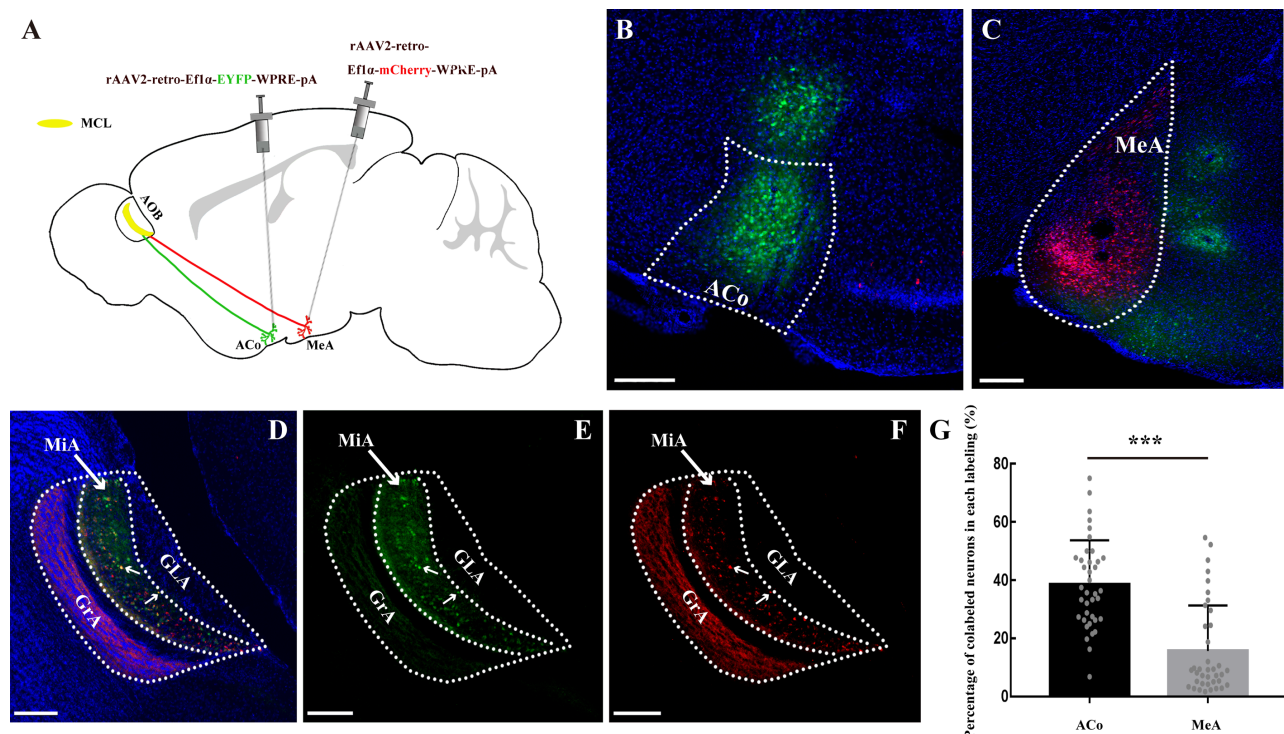 A
rAAV2-retro-
Ef1α-mCherry-WPRE-pA
rAAV2-retro-Ef1α-EYFP-WPRE-pA
MCL
AOB
ACo
MeA
B
ACo
C
MeA
D
MiA
GLA
GrA
E
MiA
GLA
GrA
F
MiA
GLA
GrA
G
Percentage of colabeled neurons in each labeling (%)
***
80
60
40
20
0
ACo
MeA